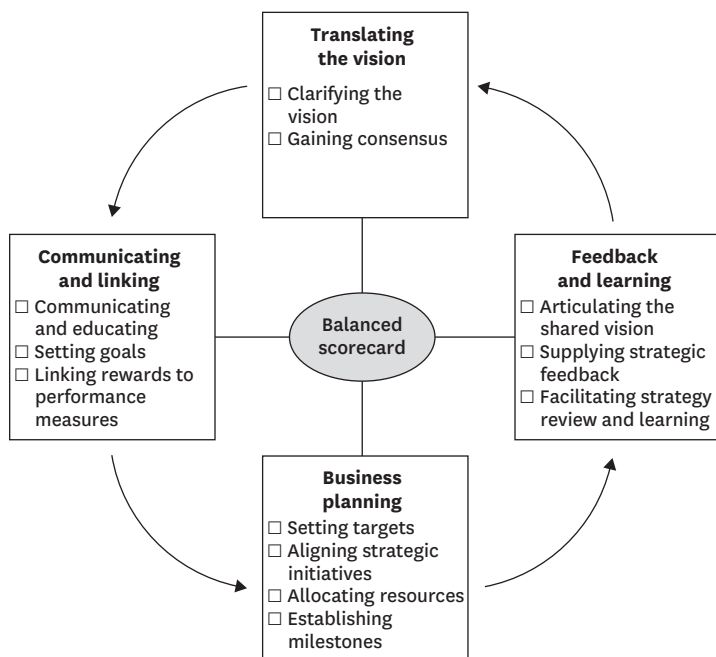 Translating
the vision
☐ Clarifying the
vision
☐ Gaining consensus
Communicating
and linking
☐ Communicating
and educating
☐ Setting goals
☐ Linking rewards to
performance
measures
Balanced
scorecard
Feedback
and learning
☐ Articulating the
shared vision
☐ Supplying strategic
feedback
☐ Facilitating strategy
review and learning
Business
planning
☐ Setting targets
☐ Aligning strategic
initiatives
☐ Allocating resources
☐ Establishing
milestones